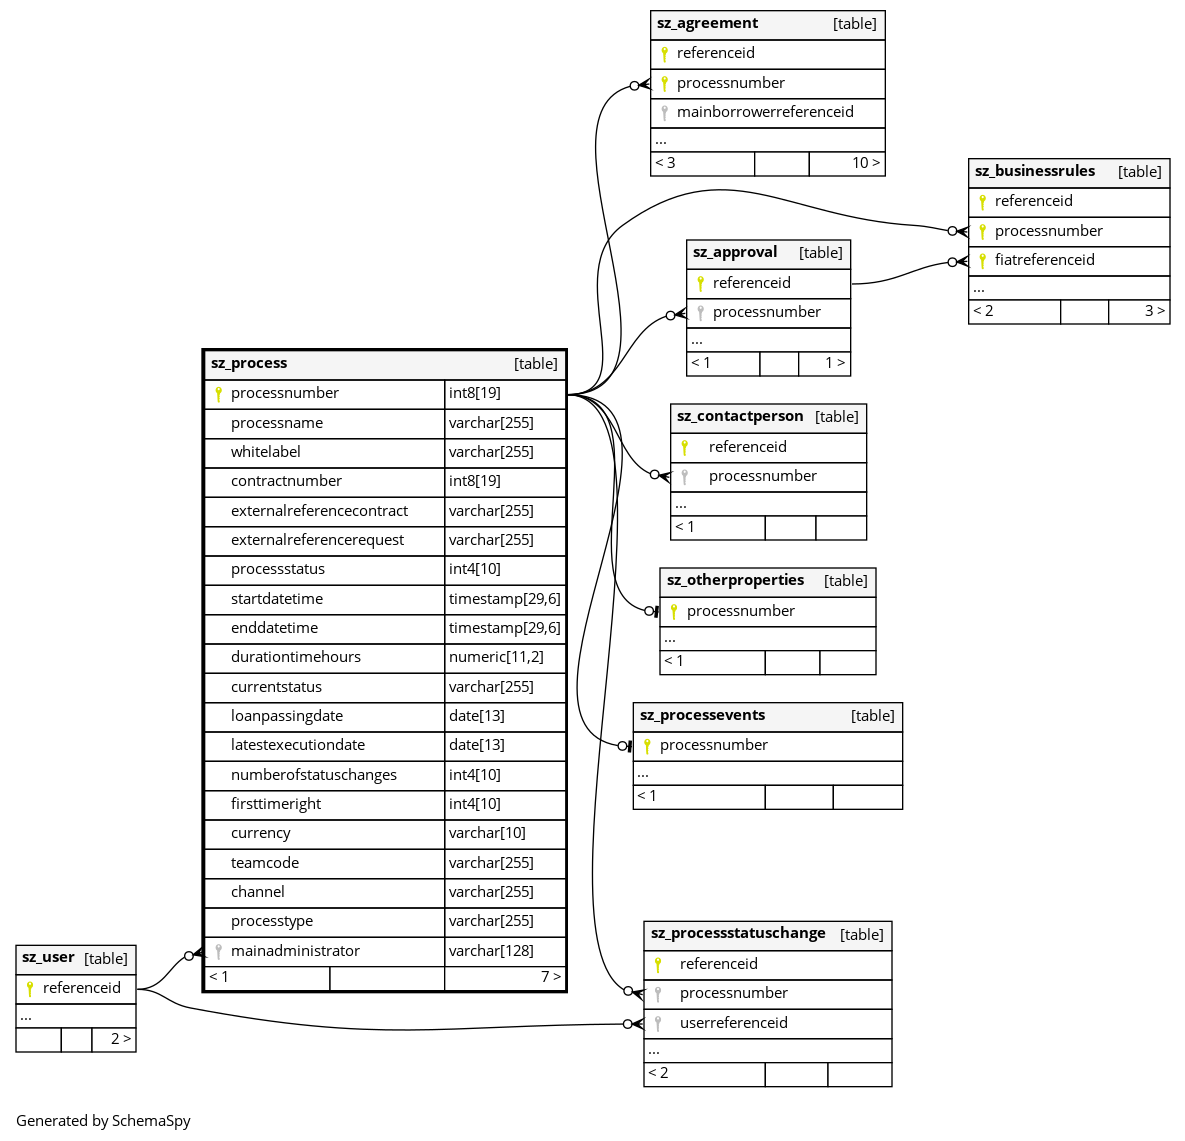 sz_agreement [table]
referenceid
processnumber
mainborrowerreferenceid
...
< 3 10 >
sz_businessrules [table]
referenceid
processnumber
fiatreferenceid
...
< 2 3 >
sz_approval [table]
referenceid
processnumber
...
< 1 1 >
sz_process [table]
processnumber int8[19]
processname varchar[255]
whitelabel varchar[255]
contractnumber int8[19]
externalreferencecontract varchar[255]
externalreferencerequest varchar[255]
processstatus int4[10]
startdatetime timestamp[29,6]
enddatetime timestamp[29,6]
durationtimehours numeric[11,2]
currentstatus varchar[255]
loanpassingdate date[13]
latestexecutiondate date[13]
numberofstatuschanges int4[10]
firsttimeright int4[10]
currency varchar[10]
teamcode varchar[255]
channel varchar[255]
processtype varchar[255]
mainadministrator varchar[128]
< 1 7 >
sz_contactperson [table]
referenceid
processnumber
...
< 1
sz_otherproperties [table]
processnumber
...
< 1
sz_processevents [table]
processnumber
...
< 1
sz_processstatuschange [table]
referenceid
processnumber
userreferenceid
...
< 2
sz_user [table]
referenceid
...
2 >
Generated by SchemaSpy